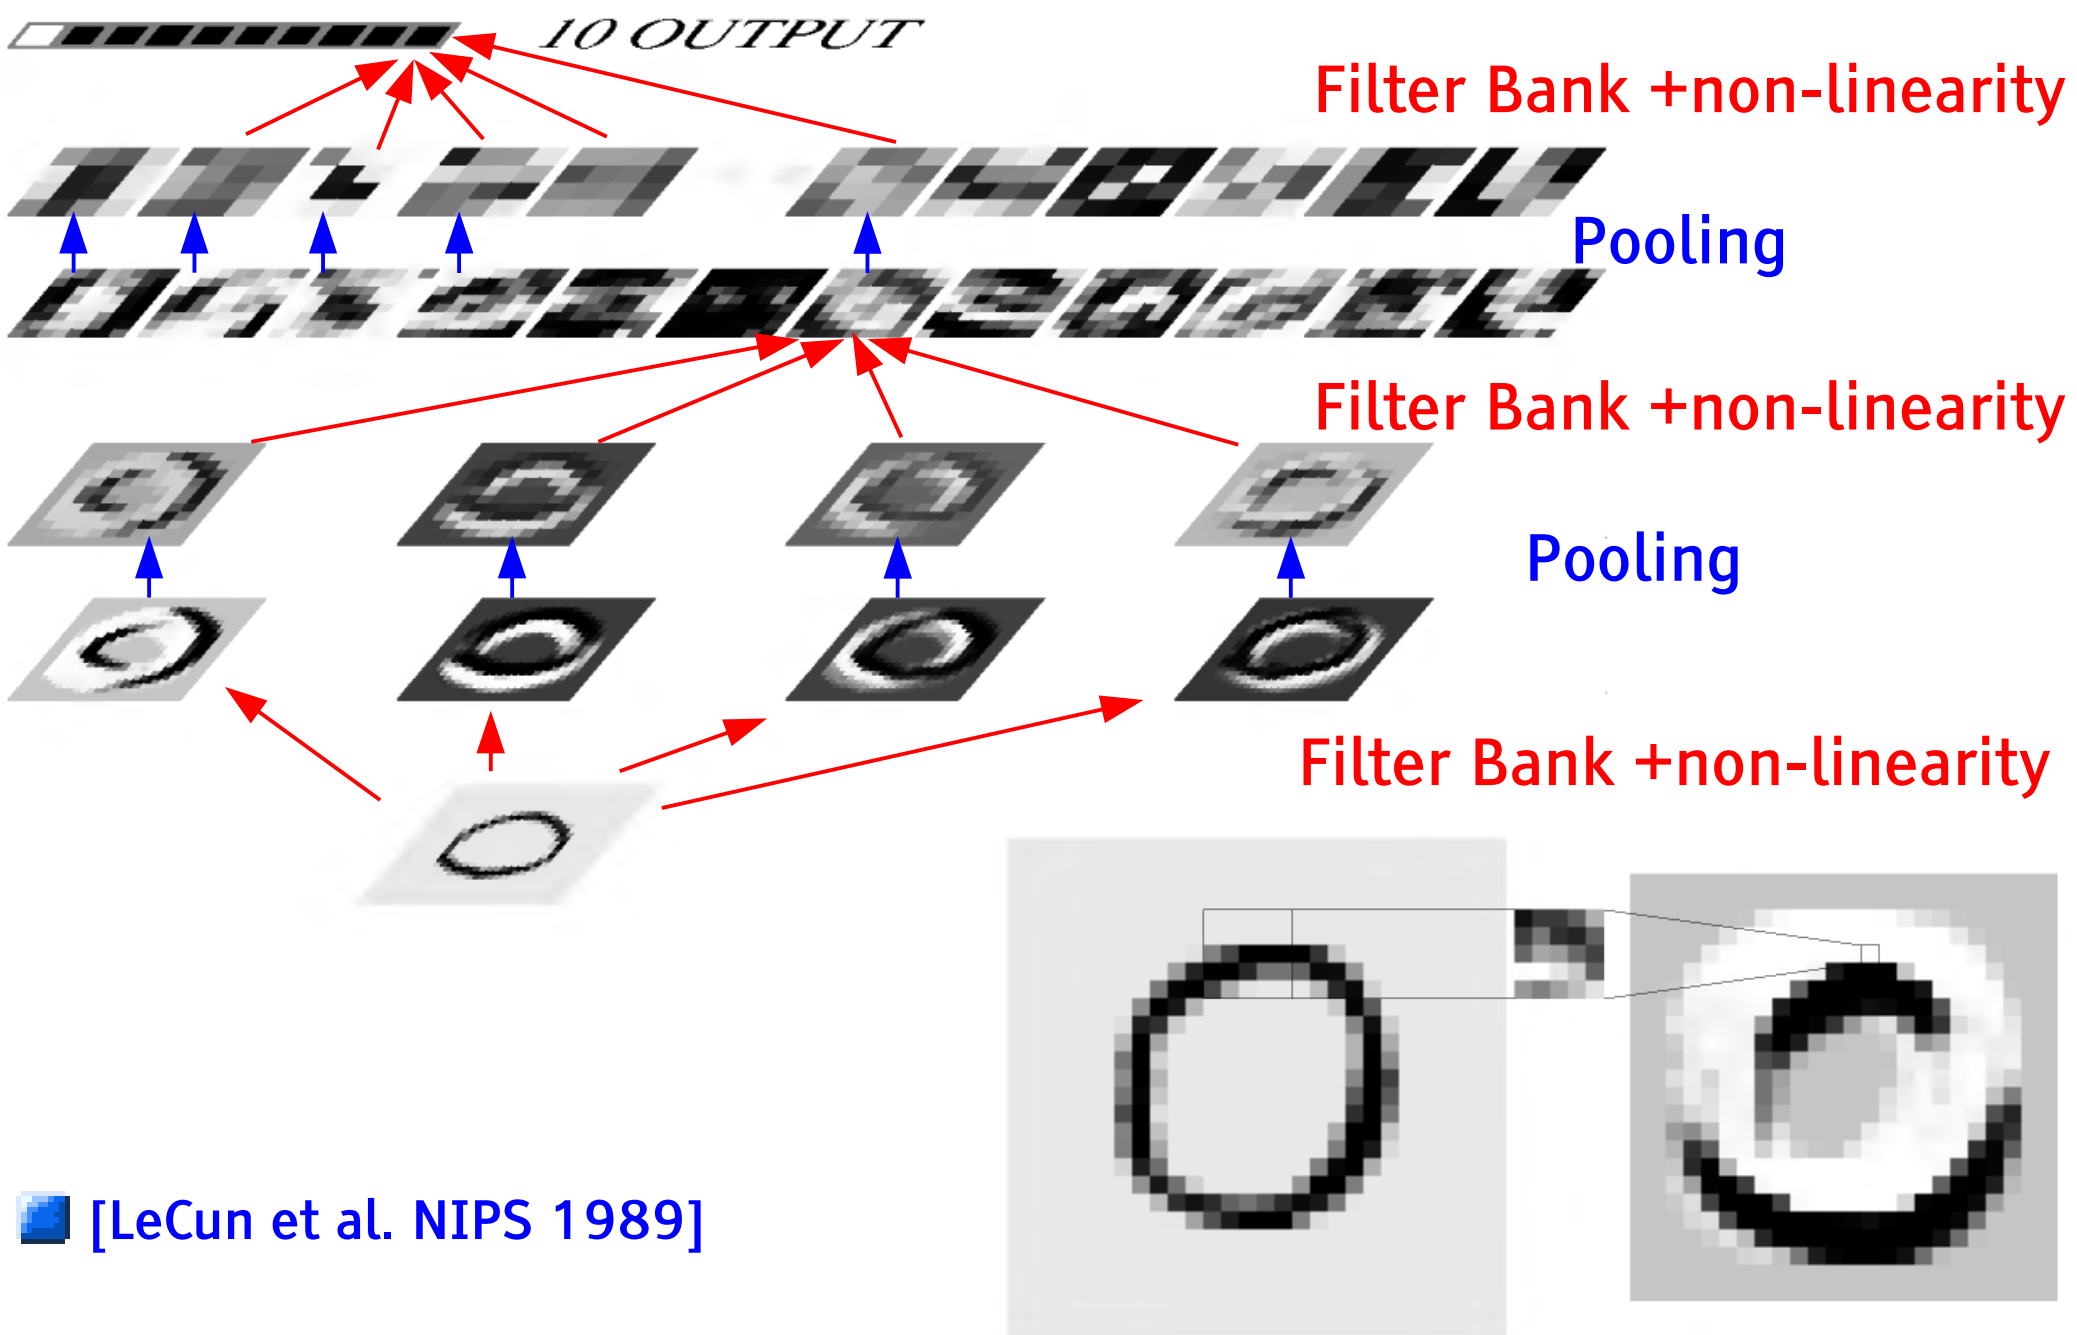 10 OUTPUT
Filter Bank +non-linearity
Pooling
Filter Bank +non-linearity
Pooling
Filter Bank +non-linearity
[LeCun et al. NIPS 1989]